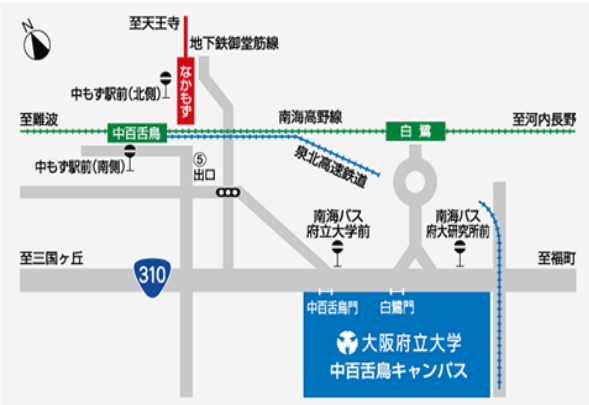 N
至天王寺
地下鉄御堂筋線
なかもず
中もず駅前(北側)
至難波
中百舌鳥
南海高野線
白鷺
至河内長野
中もず駅前(南側)
⑤
出口
泉北高速鉄道
南海バス
府立大学前
南海バス
府大研究所前
至三国ヶ丘
310
至福町
中百舌鳥門
白鷺門
大阪府立大学
中百舌鳥キャンパス